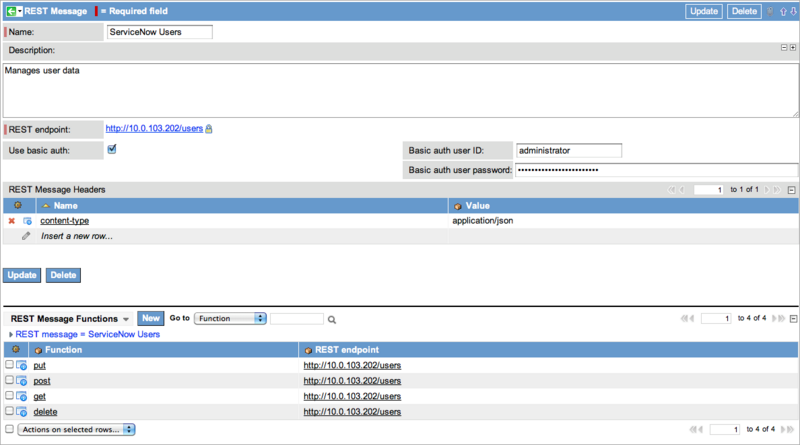 REST Message = Required field Update Delete
Name: ServiceNow Users
Description:
Manages user data
REST endpoint: http://10.0.103.202/users
Use basic auth: Basic auth user ID: administrator
Basic auth user password: ••••••••••••••••••••••••
REST Message Headers 1 to 1 of 1
Name Value
content-type application/json
Insert a new row...
Update Delete
REST Message Functions New Go to Function 1 to 4 of 4
REST message = ServiceNow Users
Function REST endpoint
put http://10.0.103.202/users
post http://10.0.103.202/users
get http://10.0.103.202/users
delete http://10.0.103.202/users
Actions on selected rows... 1 to 4 of 4